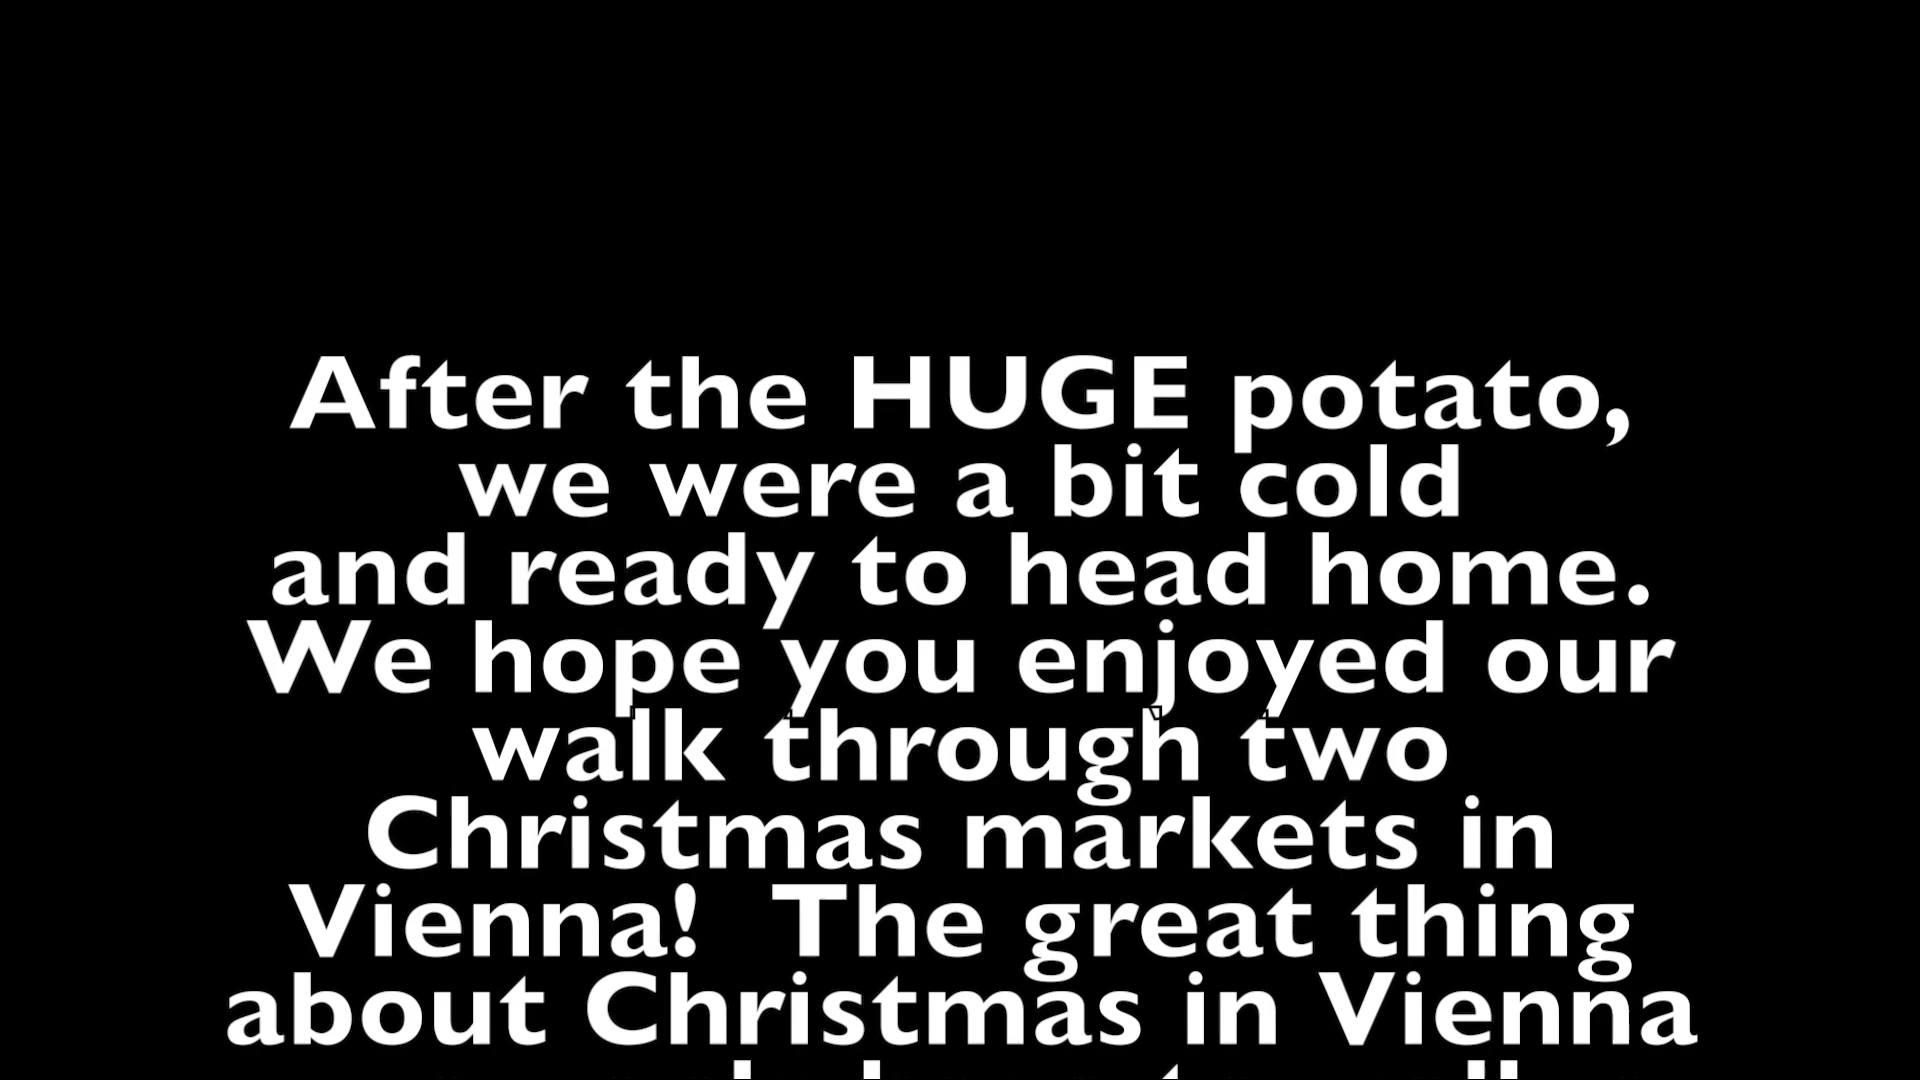 After the HUGE potato,
we were a bit cold
and ready to head home.
We hope you enjoyed our
walk through two
Christmas markets in
Vienna!  The great thing
about Christmas in Vienna